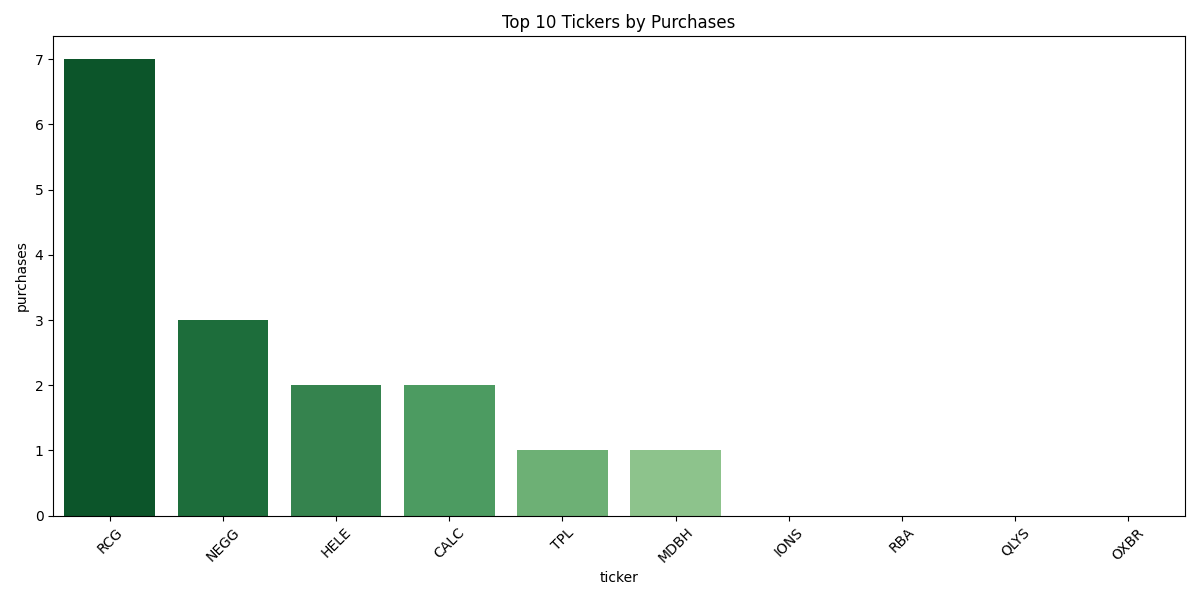 Top 10 Tickers by Purchases
purchases
7
6
5
4
3
2
1
0
RCG
NEGG
HELE
CALC
TPL
MDBH
IONS
RBA
QLYS
OXBR
ticker